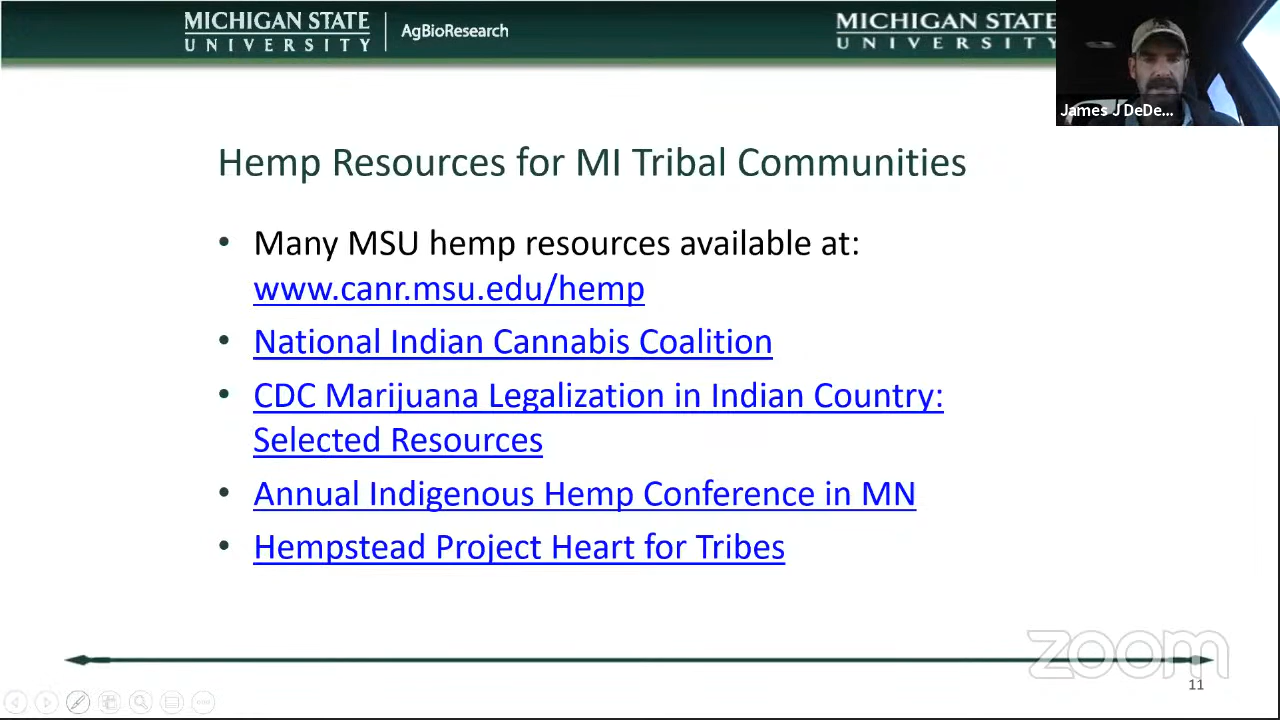 MICHIGAN STATE
UNIVERSITY
AgBioResearch
MICHIGAN STATE
UNIVERSITY
James J DeDe...
Hemp Resources for MI Tribal Communities
• Many MSU hemp resources available at:
www.canr.msu.edu/hemp
• National Indian Cannabis Coalition
• CDC Marijuana Legalization in Indian Country:
Selected Resources
• Annual Indigenous Hemp Conference in MN
• Hempstead Project Heart for Tribes
zoom
11